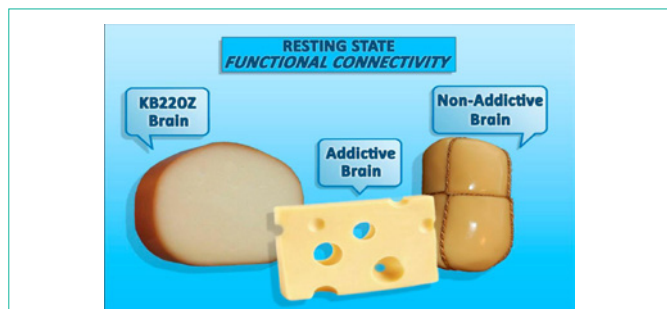 RESTING STATE
FUNCTIONAL CONNECTIVITY
KB220Z
Brain
Addictive
Brain
Non-Addictive
Brain